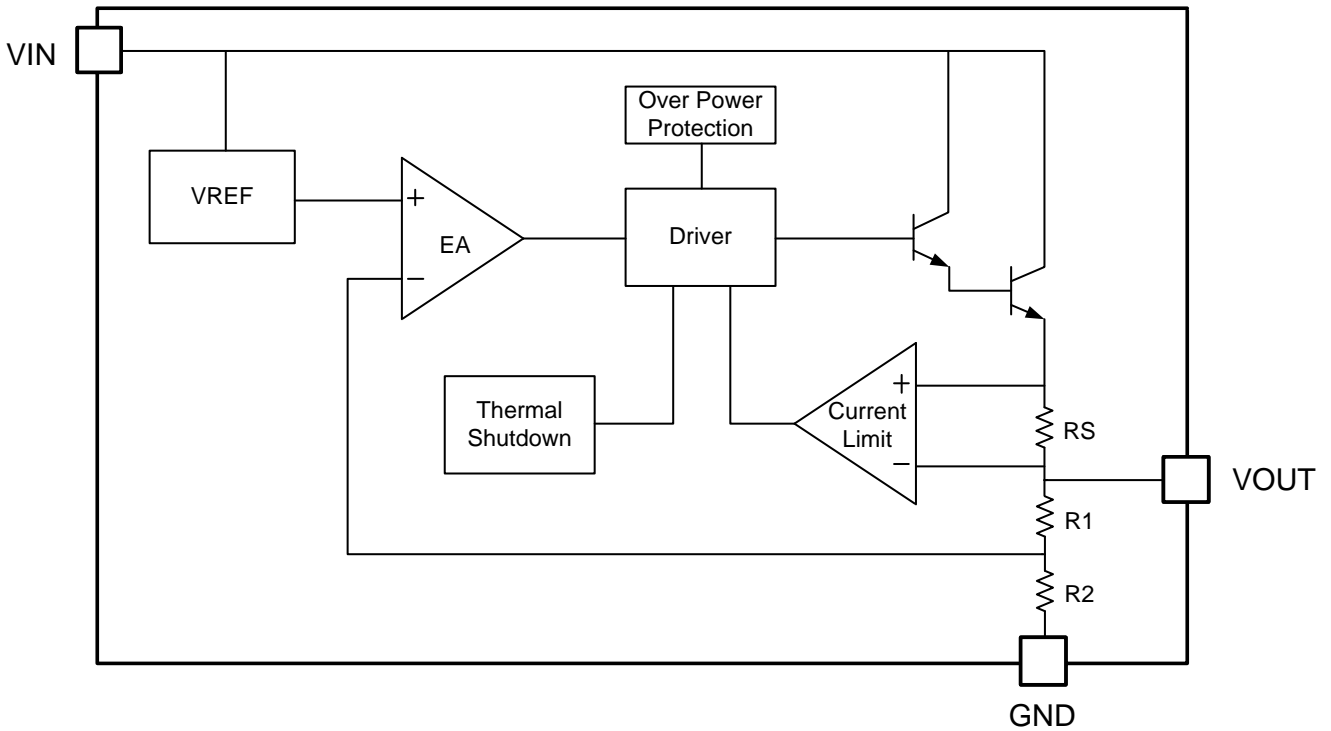 VIN
Over Power
Protection
VREF
+
EA
−
Driver
Thermal
Shutdown
+
Current
Limit
−
RS
VOUT
R1
R2
GND